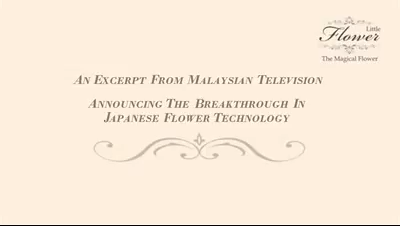 Little
Flower
The Magical Flower
AN EXCERPT FROM MALAYSIAN TELEVISION
ANNOUNCING THE BREAKTHROUGH IN
JAPANESE FLOWER TECHNOLOGY